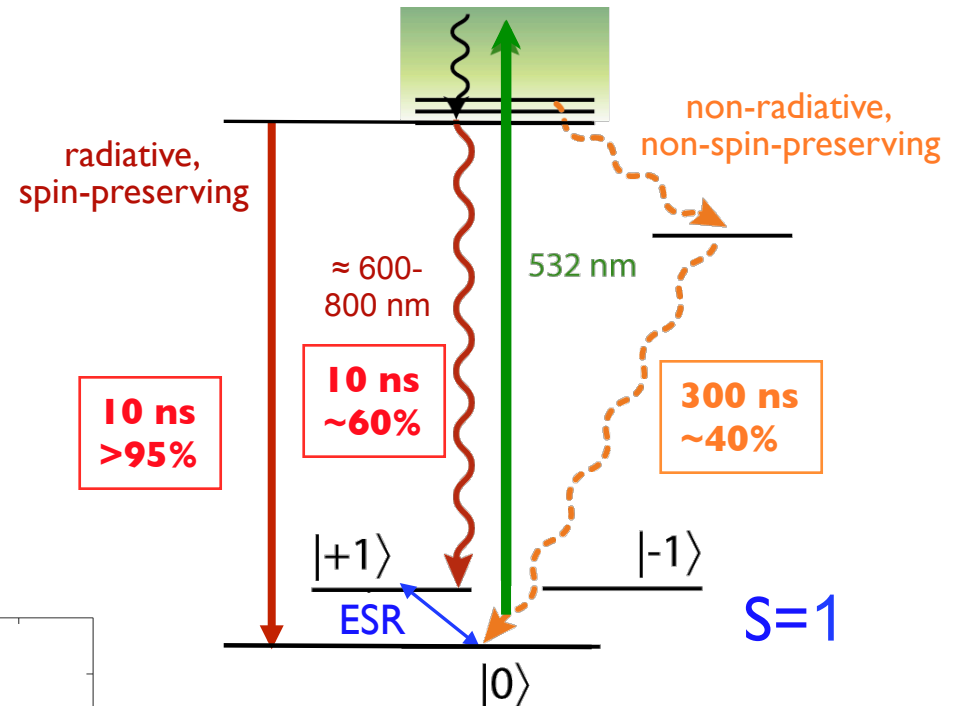 radiative,
spin-preserving
non-radiative,
non-spin-preserving
≈ 600-
800 nm
532 nm
10 ns
>95%
10 ns
~60%
300 ns
~40%
|+1⟩
|-1⟩
ESR
S=1
|0⟩